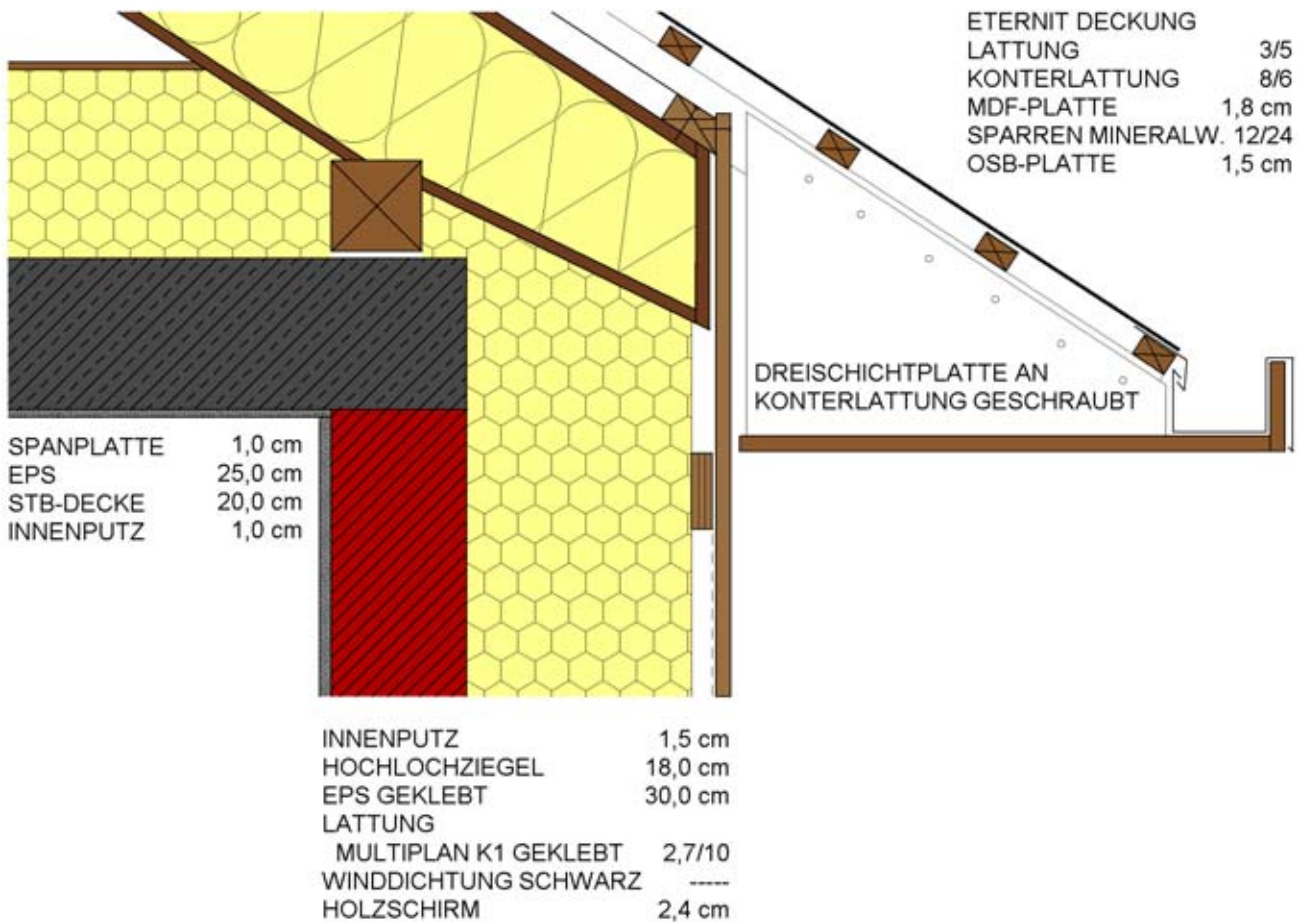 ETERNIT DECKUNG
LATTUNG 3/5
KONTERLATTUNG 8/6
MDF-PLATTE 1,8 cm
SPARREN MINERALW. 12/24
OSB-PLATTE 1,5 cm
DREISCHICHTPLATTE AN
KONTERLATTUNG GESCHRAUBT
SPANPLATTE 1,0 cm
EPS 25,0 cm
STB-DECKE 20,0 cm
INNENPUTZ 1,0 cm
INNENPUTZ 1,5 cm
HOCHLOCHZIEGEL 18,0 cm
EPS GEKLEBT 30,0 cm
LATTUNG
MULTIPLAN K1 GEKLEBT 2,7/10
WINDDICHTUNG SCHWARZ -----
HOLZSCHIRM 2,4 cm